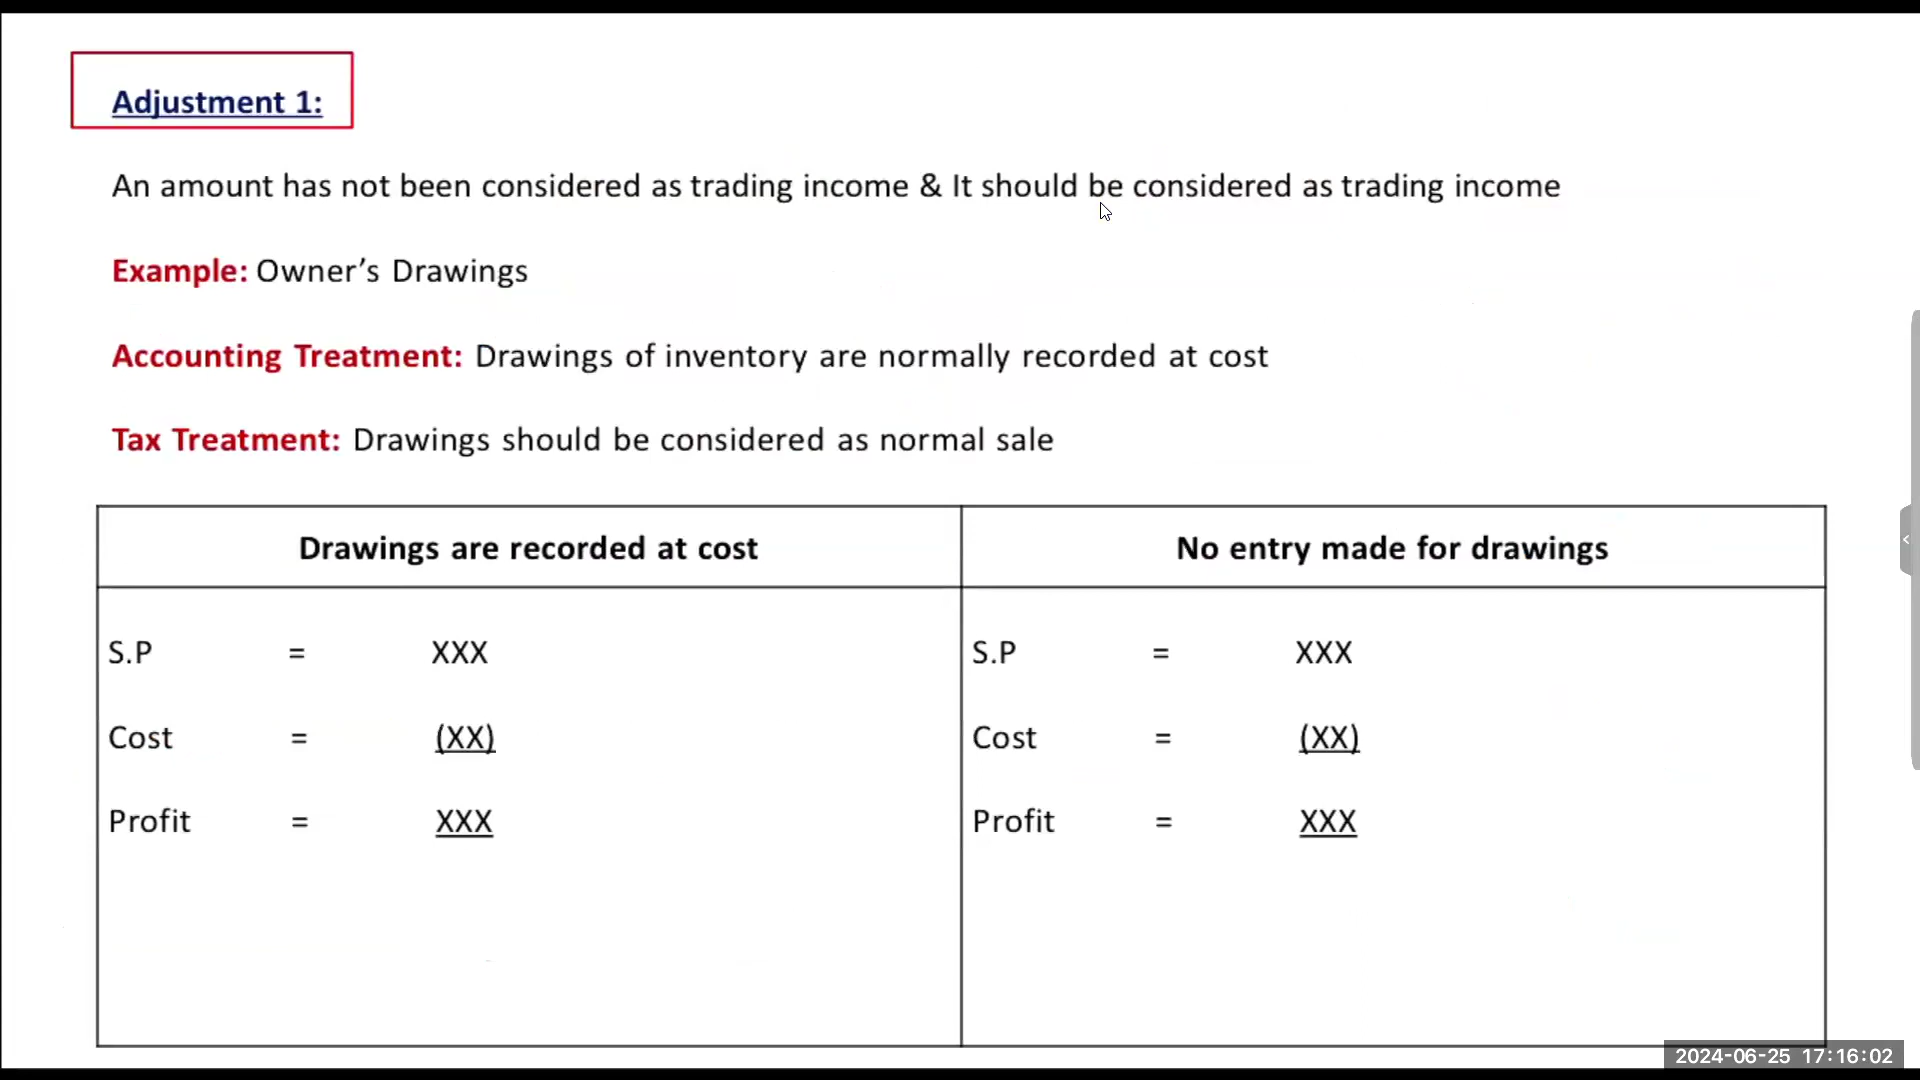 Adjustment 1:
An amount has not been considered as trading income & It should be considered as trading income
Example: Owner’s Drawings
Accounting Treatment: Drawings of inventory are normally recorded at cost
Tax Treatment: Drawings should be considered as normal sale
Drawings are recorded at cost
S.P = XXX
Cost = (XX)
Profit = XXX
No entry made for drawings
S.P = XXX
Cost = (XX)
Profit = XXX
2024-06-25 17:16:02